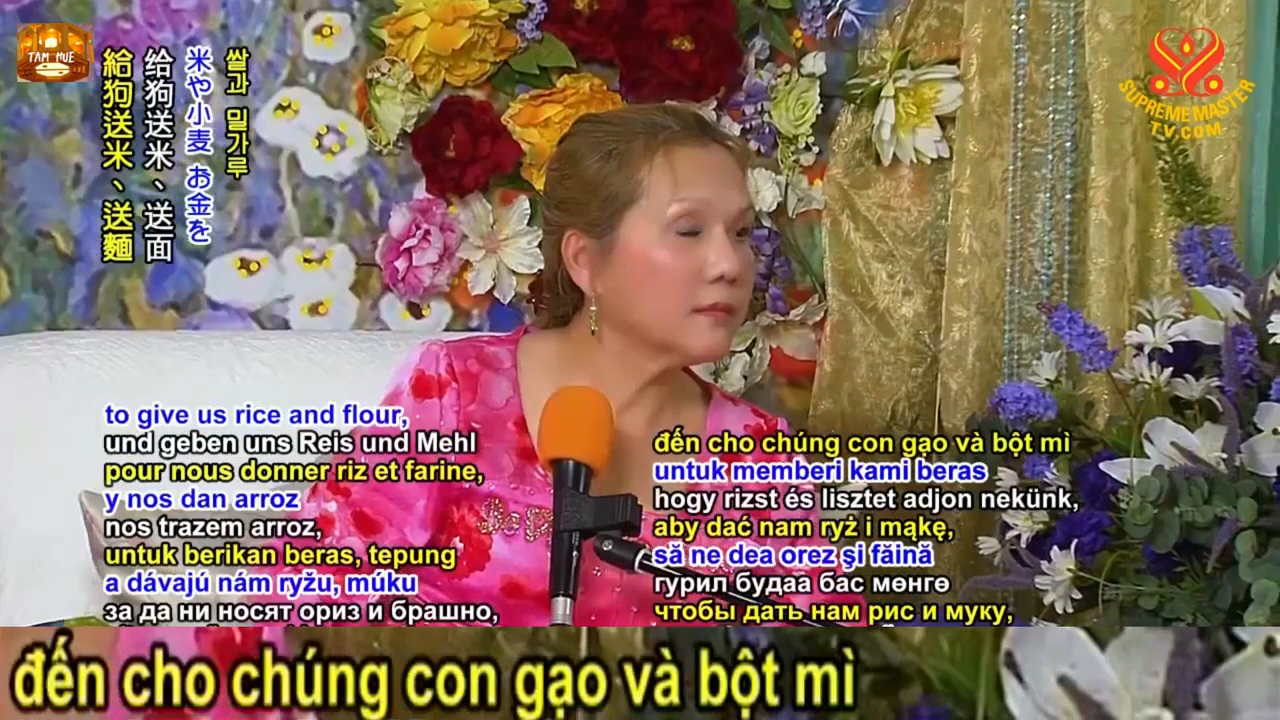 TAM HUE
給狗送米、送麵
给狗送米、送面
米や小麦 お金を
쌀과 밀가루
SUPREME MASTER
TV.COM
to give us rice and flour,
und geben uns Reis und Mehl
pour nous donner riz et farine,
y nos dan arroz
nos trazem arroz,
untuk berikan beras, tepung
a dávajú nám ryžu, múku
за да ни носят ориз и брашно,
đến cho chúng con gạo và bột mì
untuk memberi kami beras
hogy rizst és lisztet adjon nekünk,
aby dać nam ryż i mąkę,
să ne dea orez şi făină
гурил будаа бас мөнгө
чтобы дать нам рис и муку,
đến cho chúng con gạo và bột mì